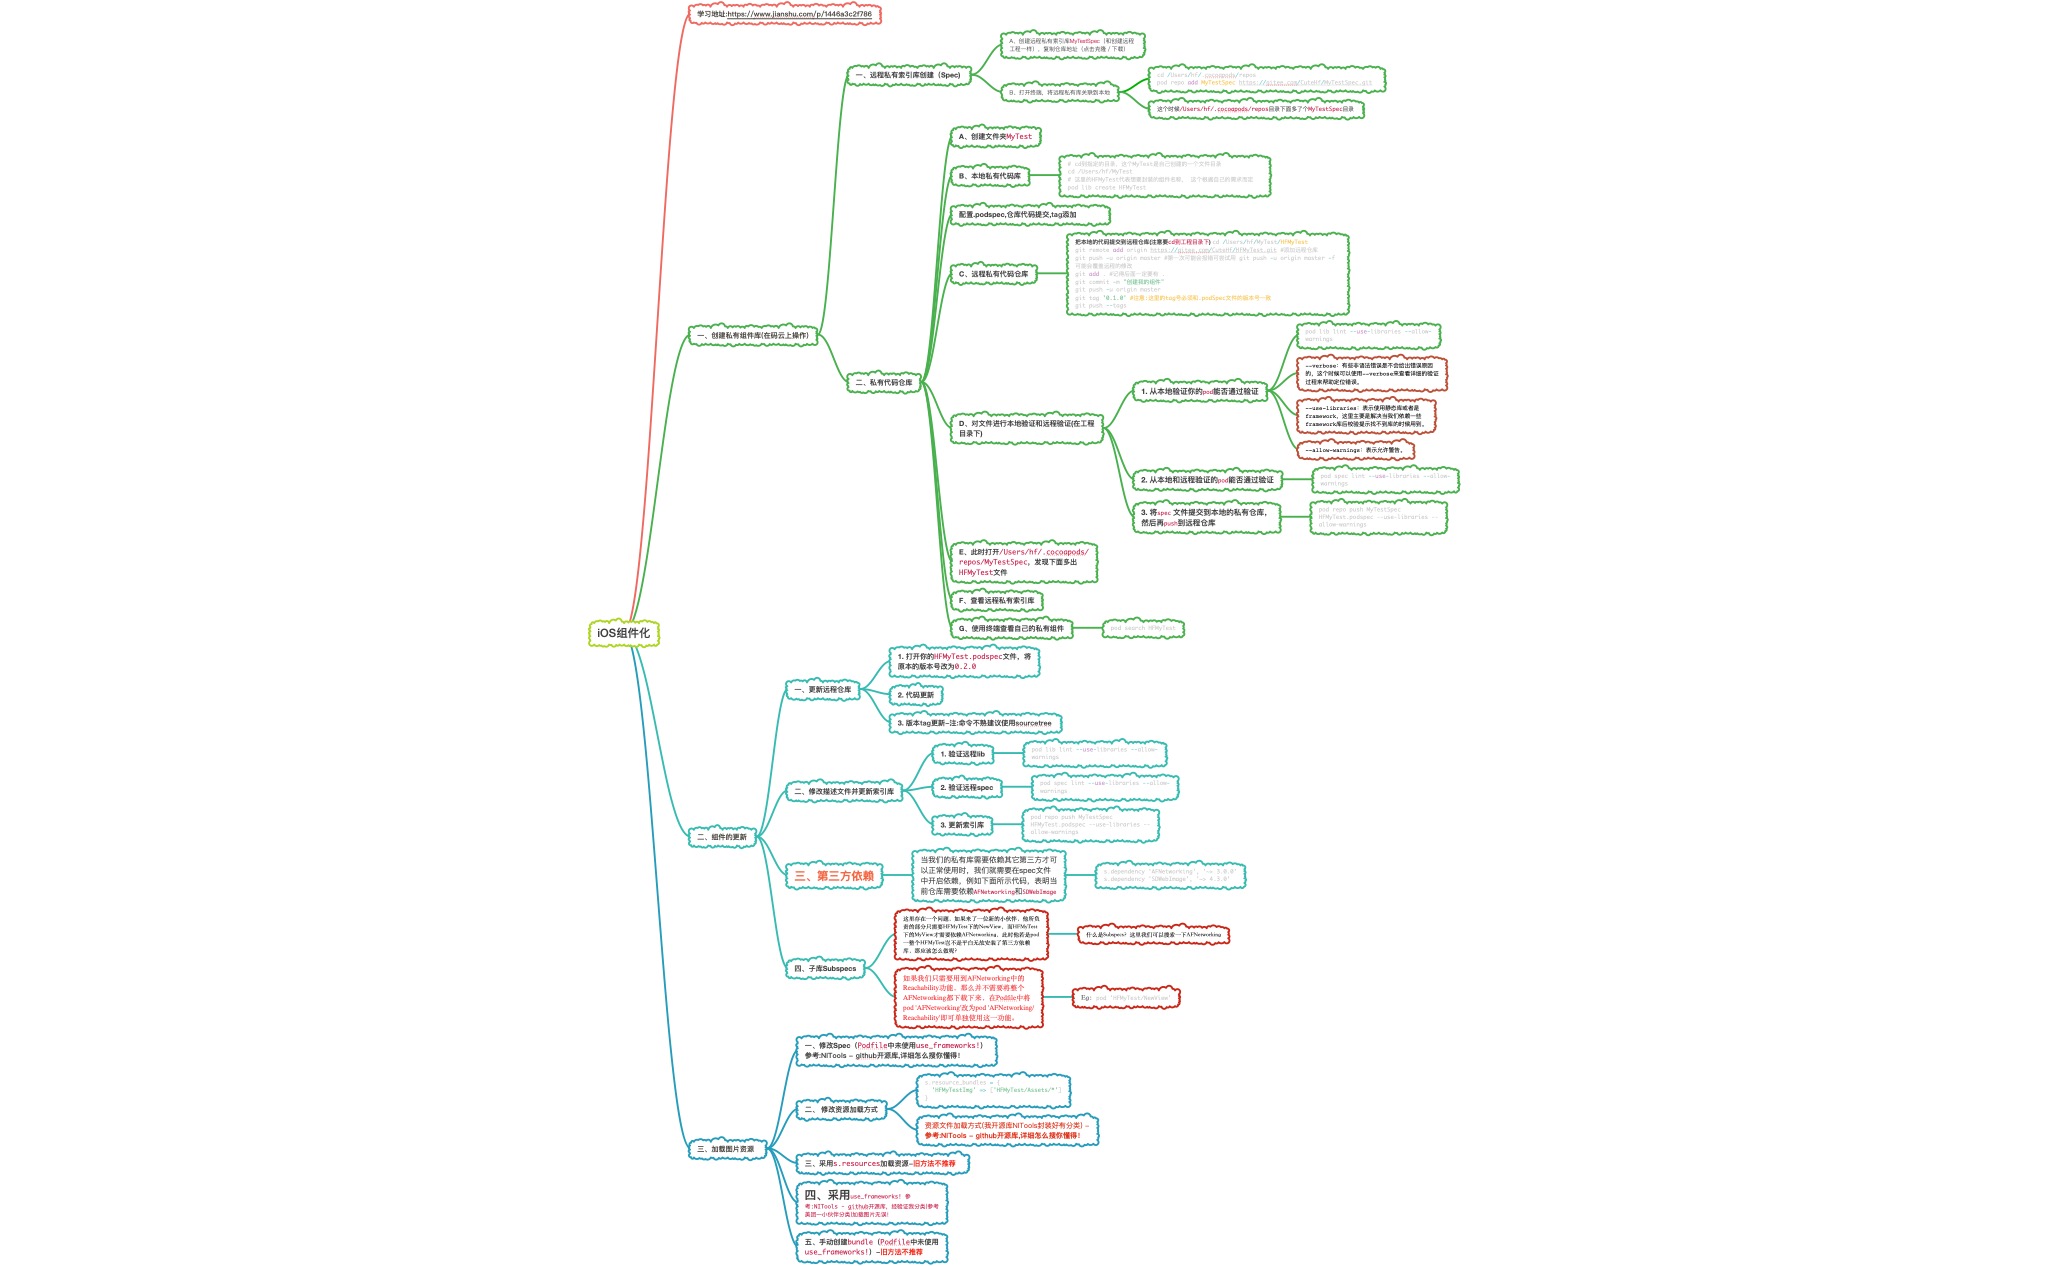 学习地址:https://www.jianshu.com/p/1446a3c2f786
A、创建远程私有索引库MyTestSpec（和创建远程
工程一样），复制仓库地址（点击克隆 / 下载）
一、远程私有索引库创建（Spec)
B、打开终端，将远程私有库关联到本地
cd /Users/hf/.cocoapods/repos
pod repo add MyTestSpec https://gitee.com/CuteHf/MyTestSpec.git
这个时候/Users/hf/.cocoapods/repos目录下面多了个MyTestSpec目录
A、创建文件夹MyTest
B、本地私有代码库
# cd到指定的目录，这个MyTest是自己创建的一个文件目录
cd /Users/hf/MyTest
# 这里的HFMyTest代表想要封装的组件名称， 这个根据自己的需求而定
pod lib create HFMyTest
配置.podspec,仓库代码提交,tag添加
C、远程私有代码仓库
把本地的代码提交到远程仓库(注意要cd到工程目录下) cd /Users/hf/MyTest/HFMyTest
git remote add origin https://gitee.com/CuteHf/HFMyTest.git #添加远程仓库
git push -u origin master #第一次可能会报错可尝试用 git push -u origin master -f
可能会覆盖远程的修改
git add . #记得后面一定要有 .
git commit -m "创建我的组件"
git push -u origin master
git tag '0.1.0' #注意:这里的tag号必须和.podSpec文档的版本号一致
git push --tags
一、创建私有组件库(在码云上操作)
二、私有代码仓库
D、对文件进行本地验证和远程验证(在工程
目录下)
1. 从本地验证你的pod能否通过验证
pod lib lint --use-libraries --allow-
warnings
--verbose：有些非语法错误是不会给出错误原因
的，这个时候可以使用--verbose来查看详细的验证
过程来帮助定位错误。
--use-libraries：表示使用静态库或者是
framework，这里主要是解决当我们依赖一些
framework库后校验提示找不到库的时候用到。
--allow-warnings：表示允许警告。
2. 从本地和远程验证的pod能否通过验证
pod spec lint --use-libraries --allow-
warnings
3. 将spec 文件提交到本地的私有仓库，
然后再push到远程仓库
pod repo push MyTestSpec
HFMyTest.podspec --use-libraries --
allow-warnings
E、此时打开/Users/hf/.cocoapods/
repos/MyTestSpec，发现下面多出
HFMyTest文件
F、查看远程私有索引库
G、使用终端查看自己的私有组件
pod search HFMyTest
iOS组件化
1. 打开你的HFMyTest.podspec文件，将
原本的版本号改为0.2.0
一、更新远程仓库
2. 代码更新
3. 版本tag更新–注:命令不熟建议使用sourcetree
1. 验证远程lib
pod lib lint --use-libraries --allow-
warnings
二、修改描述文件并更新索引库
2. 验证远程spec
pod spec lint --use-libraries --allow-
warnings
3. 更新索引库
pod repo push MyTestSpec
HFMyTest.podspec --use-libraries --
allow-warnings
二、组件的更新
三、第三方依赖
当我们的私有库需要依赖其它第三方才可
以正常使用时，我们就需要在spec文件
中开启依赖，例如下面所示代码，表明当
前仓库需要依赖AFNetworking和SDWebImage
s.dependency 'AFNetworking', '~> 3.0.0'
s.dependency 'SDWebImage', '~> 4.3.0'
四、子库Subspecs
这里存在一个问题，如果来了一位新的小伙伴，他所负
责的部分只需要HFMyTest下的NewView，而HFMyTest
下的MyView才需要依赖AFNetworking，此时他若是pod
一整个HFMyTest岂不是平白无故安装了第三方依赖
库，那应该怎么做呢?
什么是Subspecs？这里我们可以搜索一下AFNetworking
如果我们只需要用到AFNetworking中的
Reachability功能，那么并不需要将整个
AFNetworking都下载下来，在Podfile中将
pod 'AFNetworking'改为pod 'AFNetworking/
Reachability'即可单独使用这一功能。
Eg: pod 'HFMyTest/NewView'
一、修改Spec（Podfile中未使用use_frameworks!）
参考:NITools – github开源库,详细怎么搜你懂得!
二、 修改资源加载方式
s.resource_bundles = {
'HFMyTestImg' => ['HFMyTest/Assets/*']
}
资源文件加载方式(我开源库NITools封装好有分类) –
参考:NITools – github开源库,详细怎么搜你懂得!
三、加载图片资源
三、采用s.resources加载资源–旧方法不推荐
四、采用use_frameworks! 参
考:NITools – github开源库，经验证我分类(参考
美团一小伙伴分类)加载图片无误!
五、手动创建bundle（Podfile中未使用
use_frameworks!）–旧方法不推荐